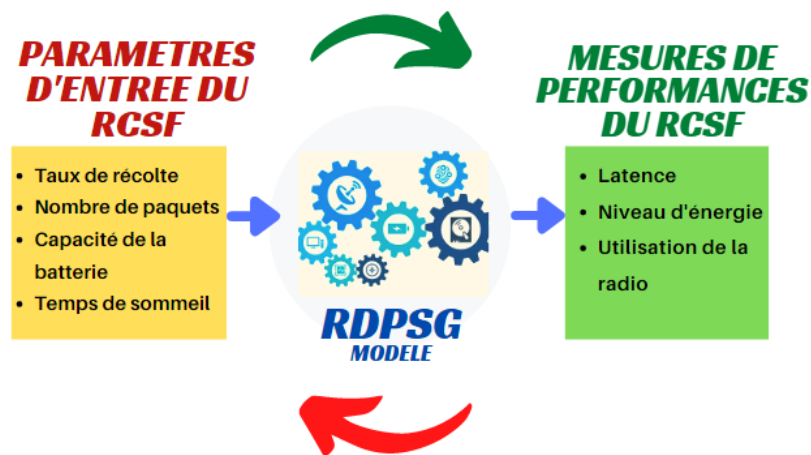 PARAMETRES
D'ENTREE DU
RCSF
• Taux de récolte
• Nombre de paquets
• Capacité de la
batterie
• Temps de sommeil
RDPSG
MODELE
MESURES DE
PERFORMANCES
DU RCSF
• Latence
• Niveau d'énergie
• Utilisation de la
radio